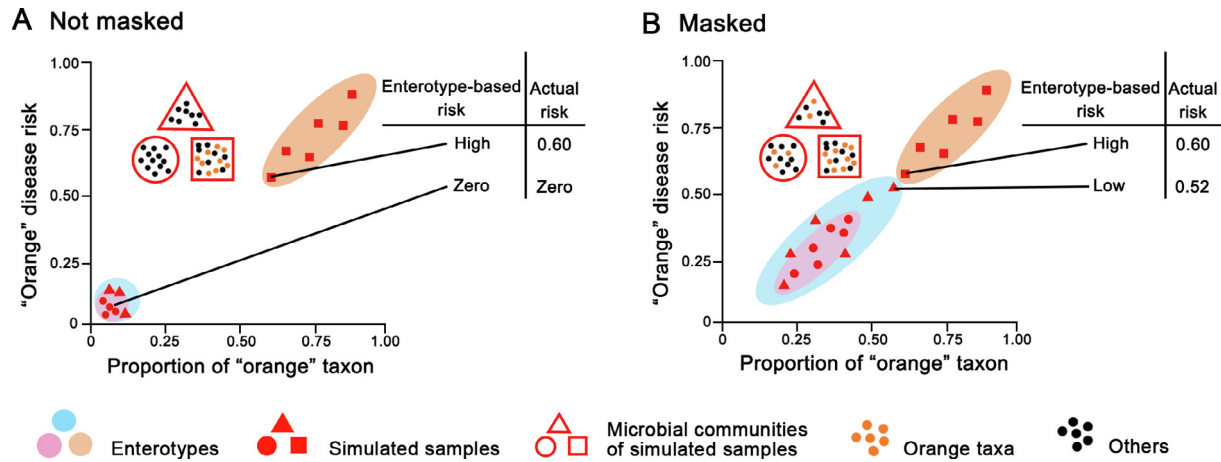 A Not masked
"Orange" disease risk
1.00
0.75
0.50
0.25
0
0 0.25 0.50 0.75 1.00
Proportion of "orange" taxon
Enterotype-based Actual
risk risk
High 0.60
Zero Zero
B Masked
"Orange" disease risk
1.00
0.75
0.50
0.25
0
0 0.25 0.50 0.75 1.00
Proportion of "orange" taxon
Enterotype-based Actual
risk risk
High 0.60
Low 0.52
Enterotypes
Simulated samples
Microbial communities
of simulated samples
Orange taxa
Others